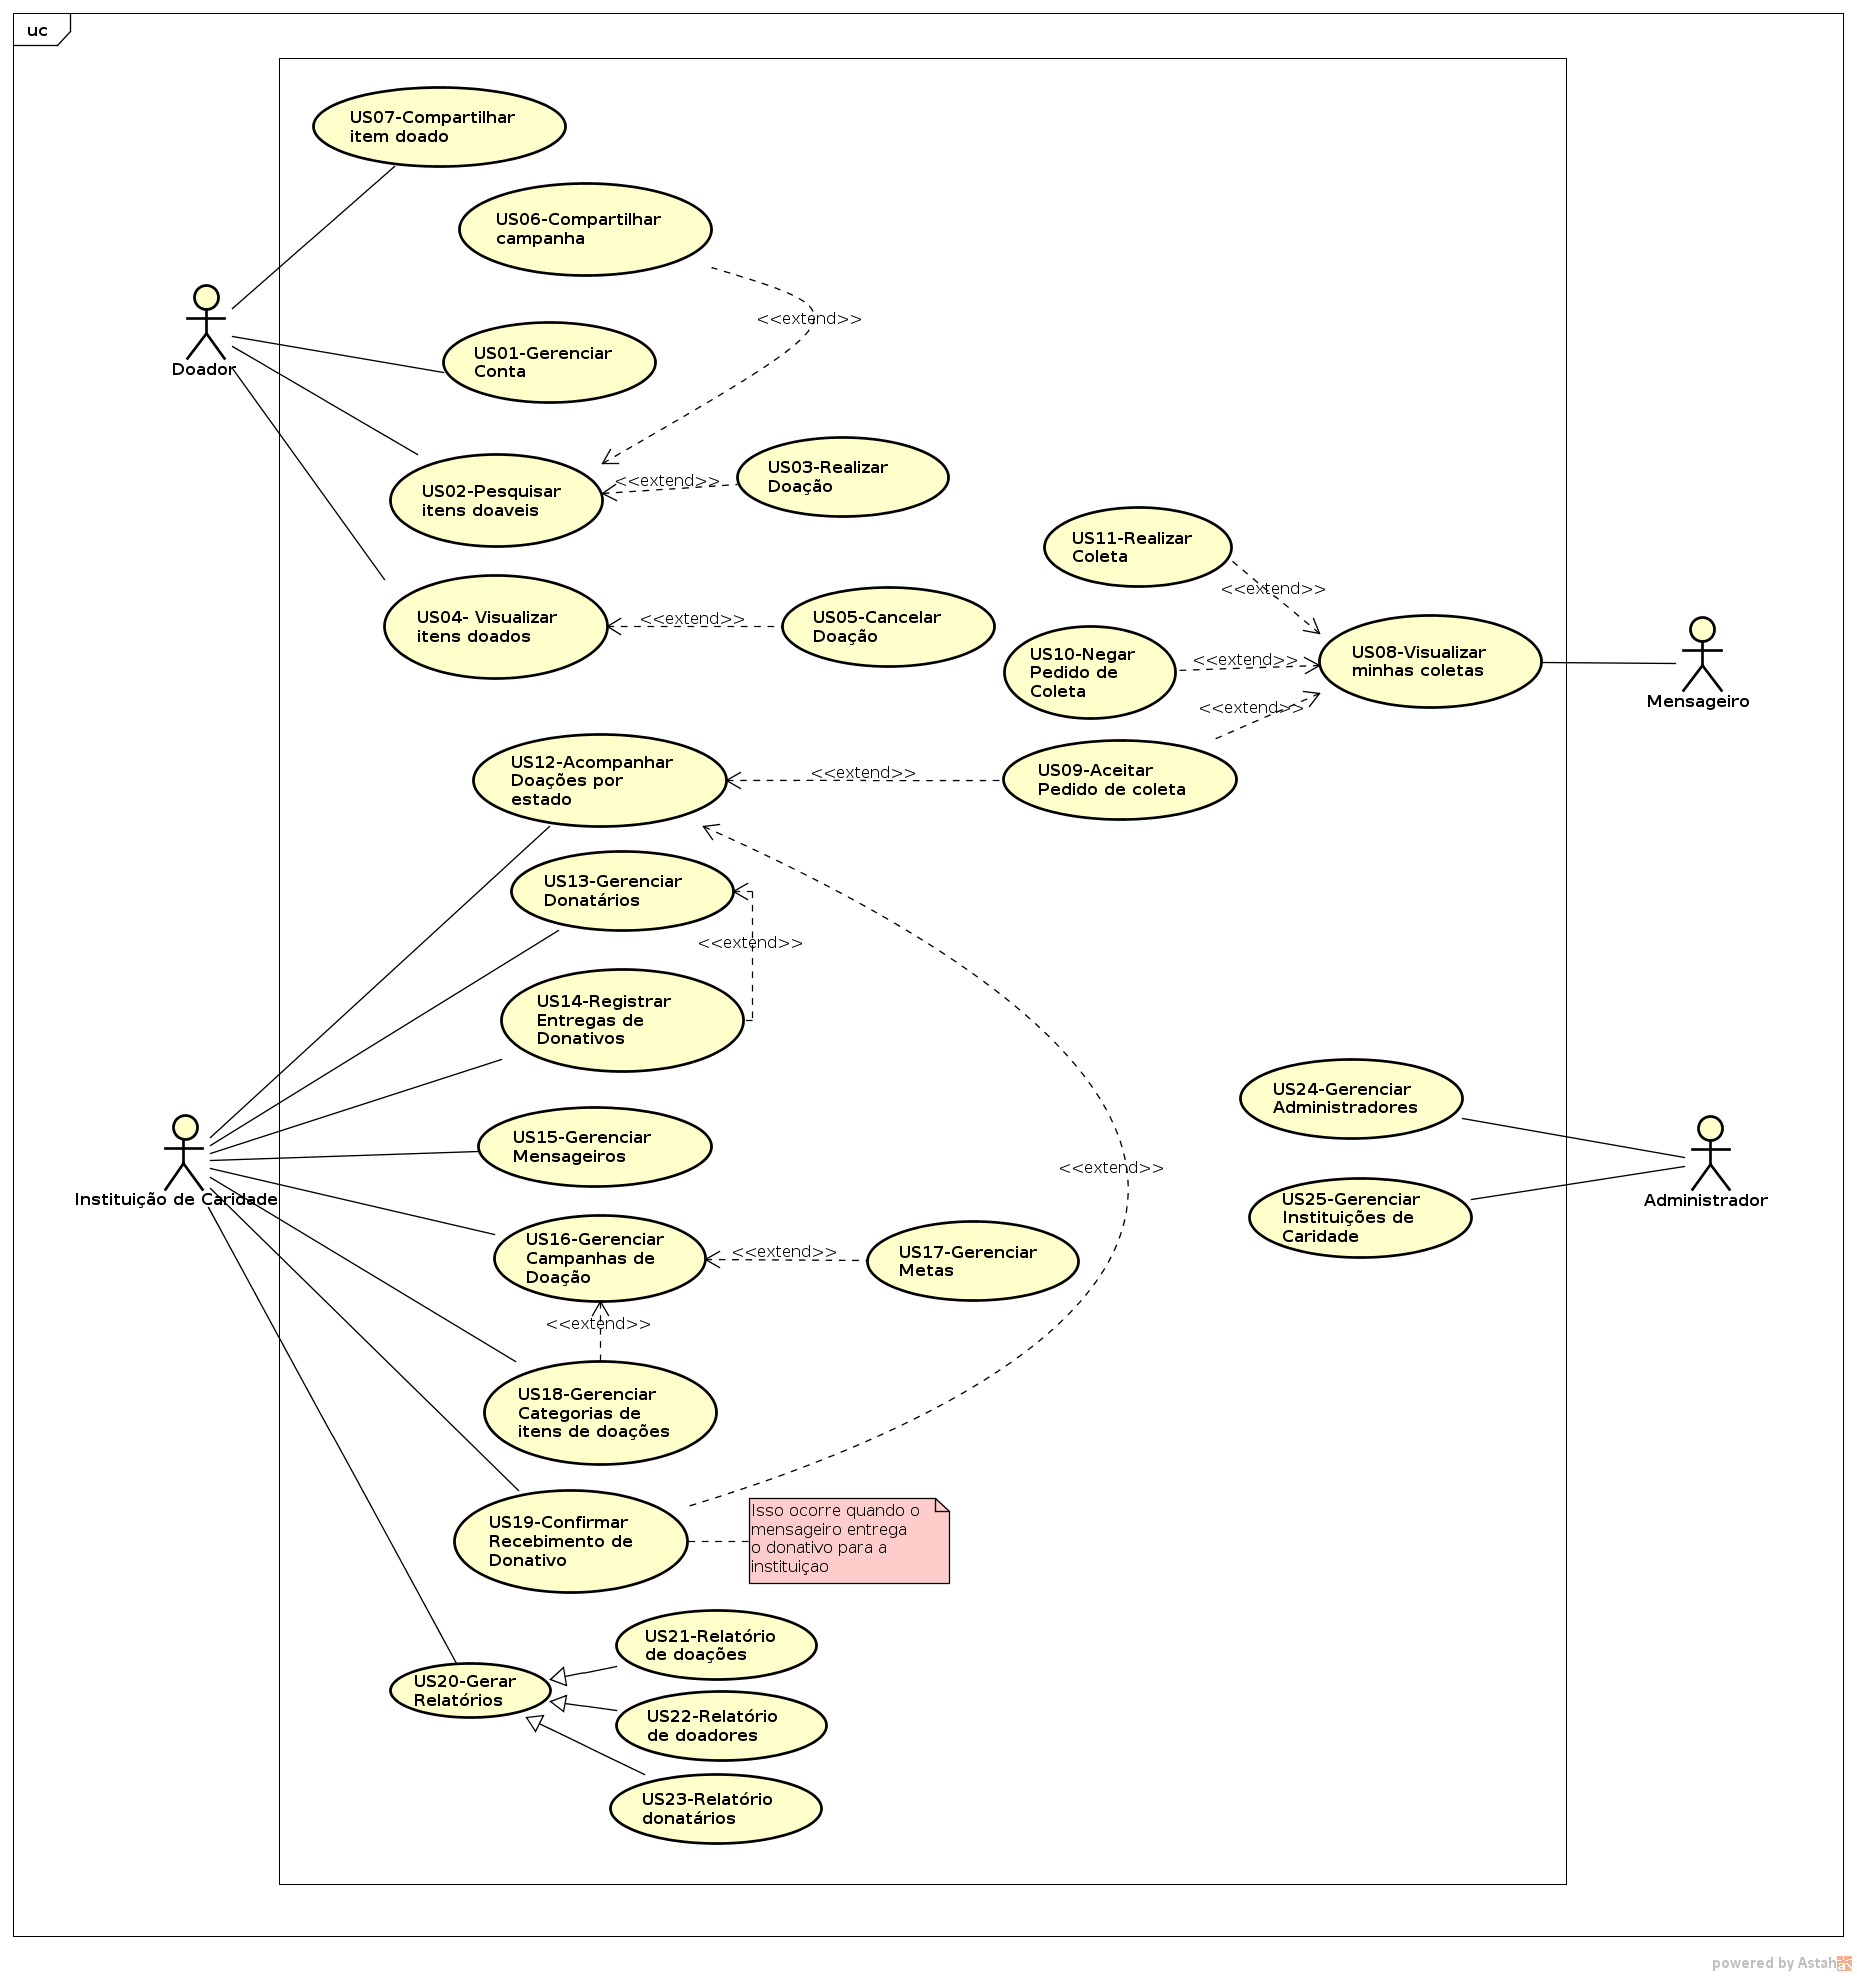 uc
US07-Compartilhar
item doado
US06-Compartilhar
campanha
<<extend>>
US01-Gerenciar
Conta
Doador
US02-Pesquisar
itens doaveis
<<extend>>
US03-Realizar
Doação
US11-Realizar
Coleta
<<extend>>
US04- Visualizar
itens doados
<<extend>>
US05-Cancelar
Doação
US10-Negar
Pedido de
Coleta
<<extend>>
US08-Visualizar
minhas coletas
Mensageiro
<<extend>>
US12-Acompanhar
Doações por
estado
<<extend>>
US09-Aceitar
Pedido de coleta
US13-Gerenciar
Donatários
<<extend>>
US14-Registrar
Entregas de
Donativos
US24-Gerenciar
Administradores
US15-Gerenciar
Mensageiros
<<extend>>
Instituição de Caridade
US25-Gerenciar
Instituições de
Caridade
Administrador
US16-Gerenciar
Campanhas de
Doação
<<extend>>
US17-Gerenciar
Metas
<<extend>>
US18-Gerenciar
Categorias de
itens de doações
US19-Confirmar
Recebimento de
Donativo
Isso ocorre quando o
mensageiro entrega
o donativo para a
instituiçao
US21-Relatório
de doações
US20-Gerar
Relatórios
US22-Relatório
de doadores
US23-Relatório
donatários
powered by Astah